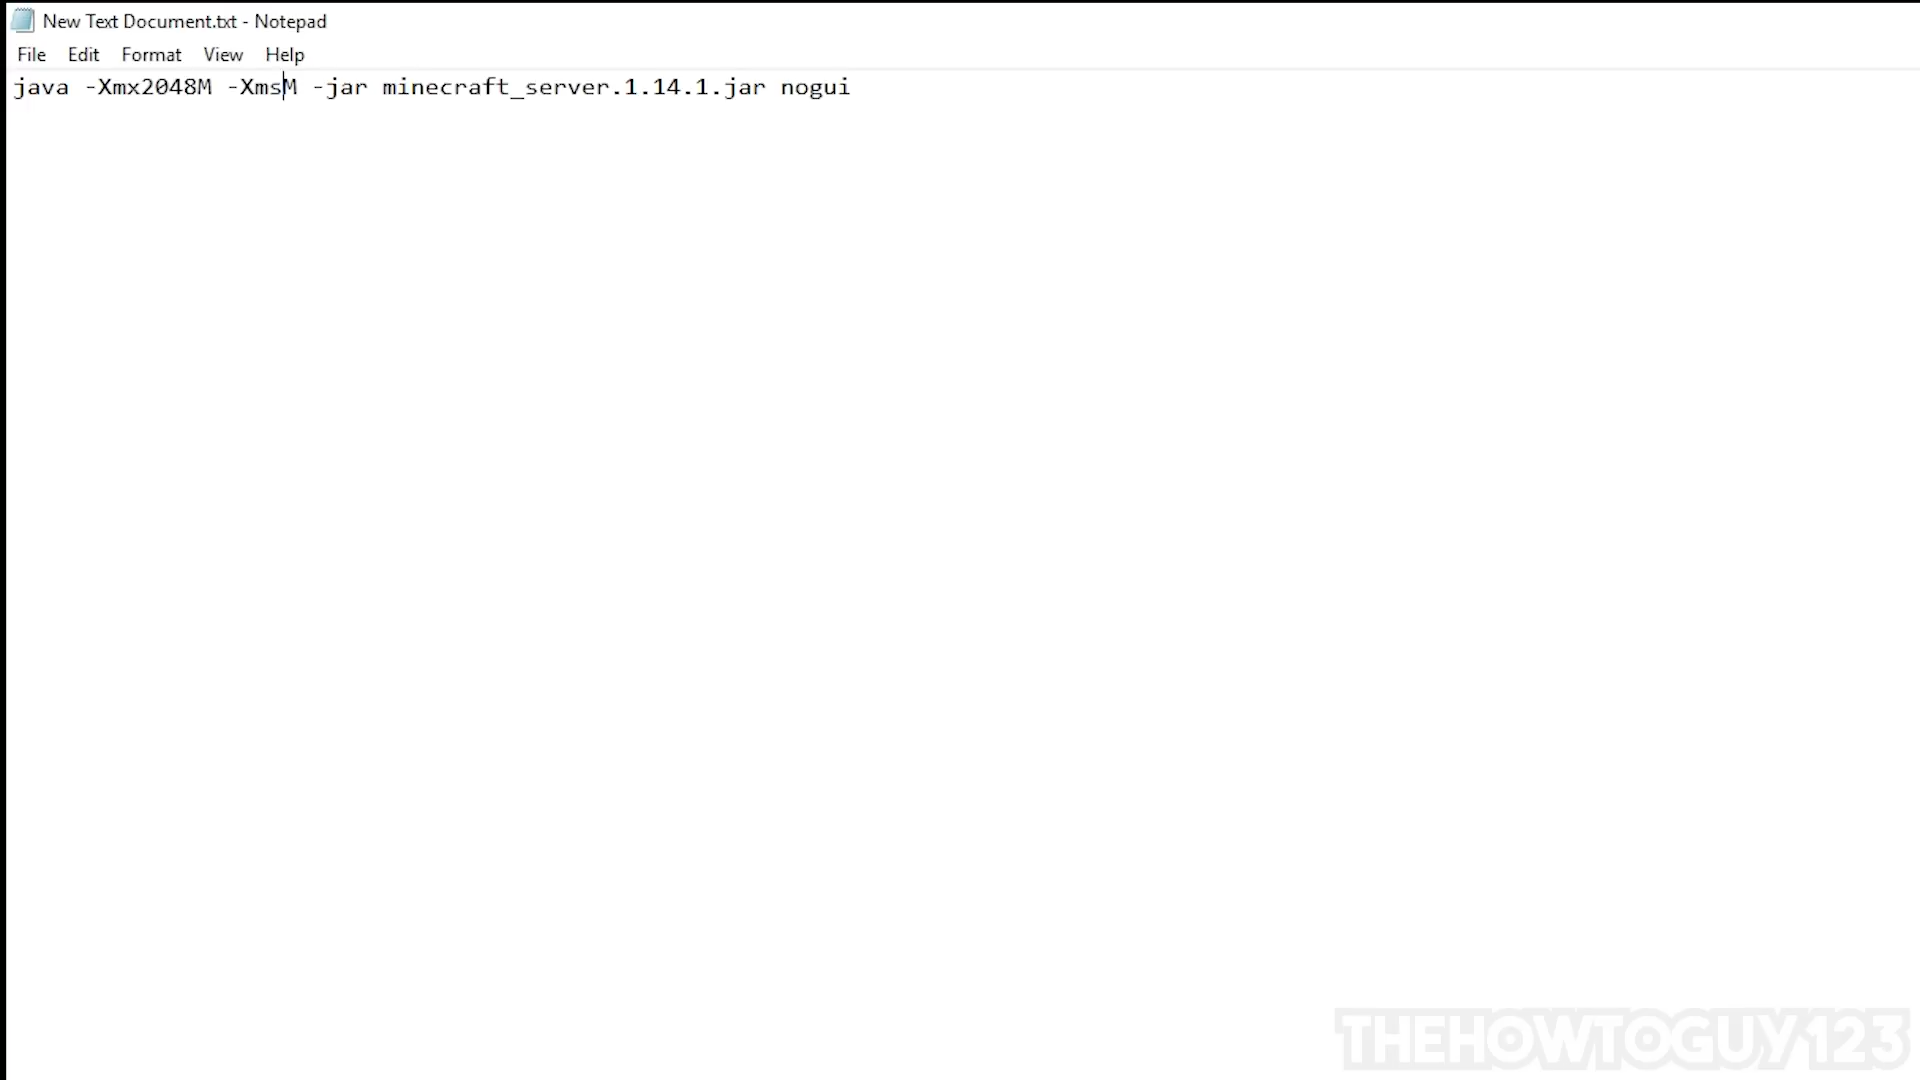 New Text Document.txt - Notepad
File Edit Format View Help
java -Xmx2048M -XmsM -jar minecraft_server.1.14.1.jar nogui
THEHOWTOGUY123